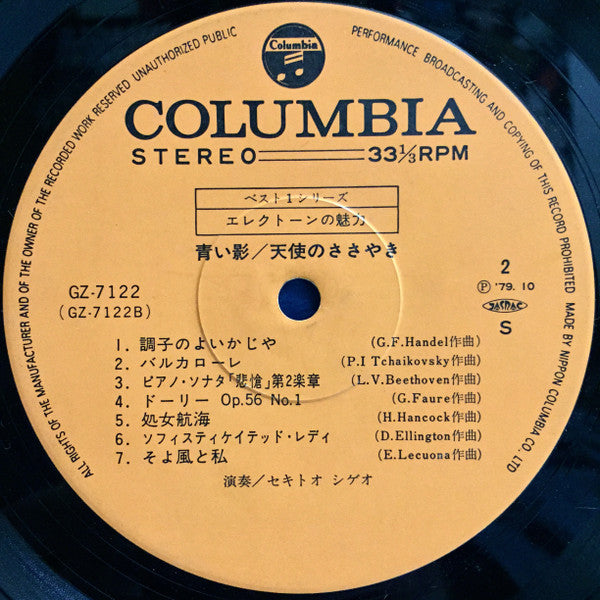 ALL RIGHTS OF THE MANUFACTURER AND OF THE OWNER OF THE RECORDED WORK RESERVED UNAUTHORIZED PUBLIC PERFORMANCE BROADCASTING AND COPYING OF THIS RECORD PROHIBITED MADE BY NIPPON COLUMBIA CO., LTD
Columbia
COLUMBIA
STEREO 33⅓RPM
ベスト1シリーズ
エレクトーンの魅力
青い影/天使のささやき
GZ-7122
(GZ-7122B)
2
Ⓟ '79. 10
JASRAC
S
1. 調子のよいかじや (G.F.Handel作曲)
2. バルカローレ (P.I Tchaikovsky作曲)
3. ピアノ・ソナタ「悲愴」第2楽章 (L.V.Beethoven作曲)
4. ドーリー Op.56 No.1 (G.Faure作曲)
5. 処女航海 (H.Hancock作曲)
6. ソフィスティケイテッド・レディ (D.Ellington作曲)
7. そよ風と私 (E.Lecuona作曲)
演奏/セキトオ シゲオ